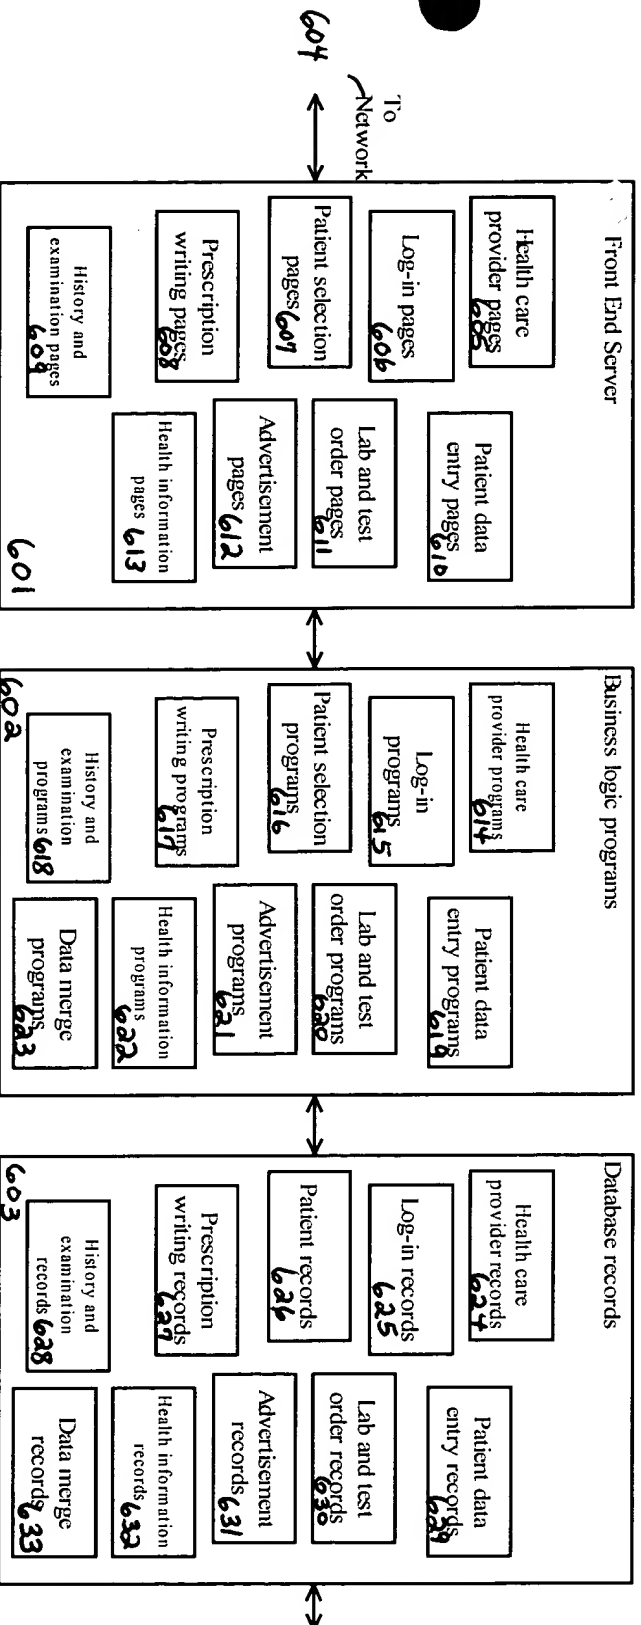 604
To
Network
Front End Server
Health care
provider pages
605
Log-in pages
606
Patient selection
pages 607
Prescription
writing pages
608
History and
examination pages
609
Patient data
entry pages
610
Lab and test
order pages
611
Advertisement
pages 612
Health information
pages 613
601
Business logic programs
Health care
provider programs
614
Log-in
programs
615
Patient selection
programs
616
Prescription
writing programs
617
History and
examination
programs 618
Patient data
entry programs
619
Lab and test
order programs
620
Advertisement
programs
621
Health information
programs
622
Data merge
programs
623
602
Database records
Health care
provider records
624
Log-in records
625
Patient records
626
Prescription
writing records
627
History and
examination
records 628
Patient data
entry records
629
Lab and test
order records
630
Advertisement
records 631
Health information
records 632
Data merge
records 633
603